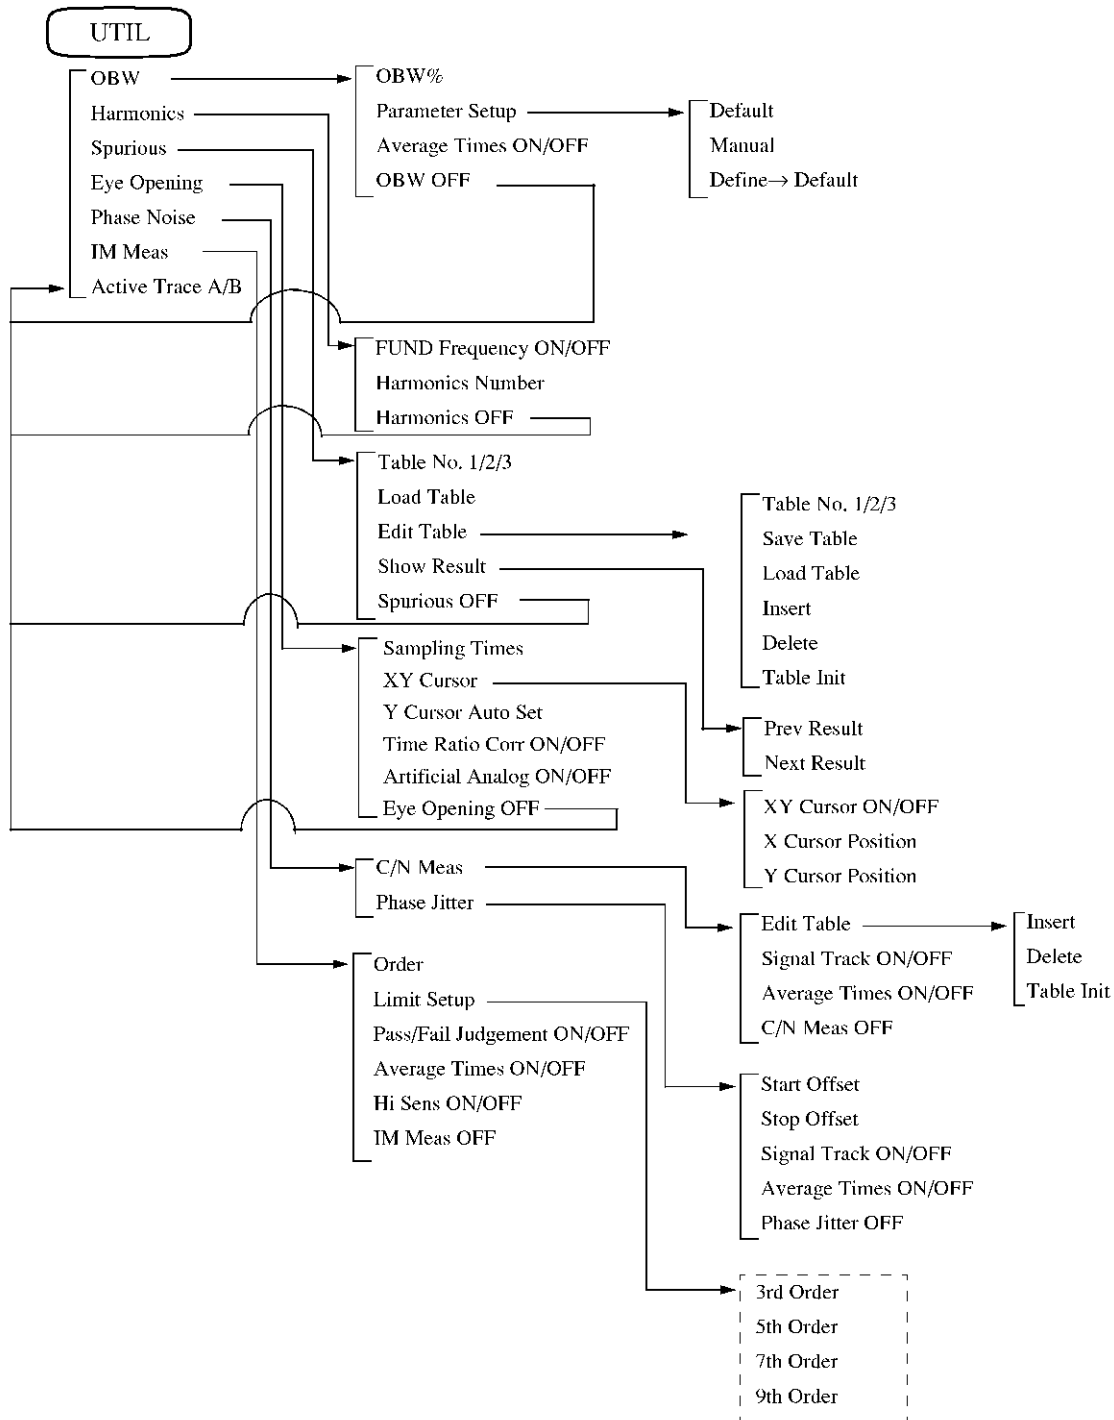 UTIL
OBW
Harmonics
Spurious
Eye Opening
Phase Noise
IM Meas
Active Trace A/B
OBW%
Parameter Setup
Average Times ON/OFF
OBW OFF
Default
Manual
Define→ Default
FUND Frequency ON/OFF
Harmonics Number
Harmonics OFF
Table No. 1/2/3
Load Table
Edit Table
Show Result
Spurious OFF
Table No. 1/2/3
Save Table
Load Table
Insert
Delete
Table Init
Prev Result
Next Result
Sampling Times
XY Cursor
Y Cursor Auto Set
Time Ratio Corr ON/OFF
Artificial Analog ON/OFF
Eye Opening OFF
XY Cursor ON/OFF
X Cursor Position
Y Cursor Position
C/N Meas
Phase Jitter
Edit Table
Signal Track ON/OFF
Average Times ON/OFF
C/N Meas OFF
Insert
Delete
Table Init
Start Offset
Stop Offset
Signal Track ON/OFF
Average Times ON/OFF
Phase Jitter OFF
Order
Limit Setup
Pass/Fail Judgement ON/OFF
Average Times ON/OFF
Hi Sens ON/OFF
IM Meas OFF
3rd Order
5th Order
7th Order
9th Order